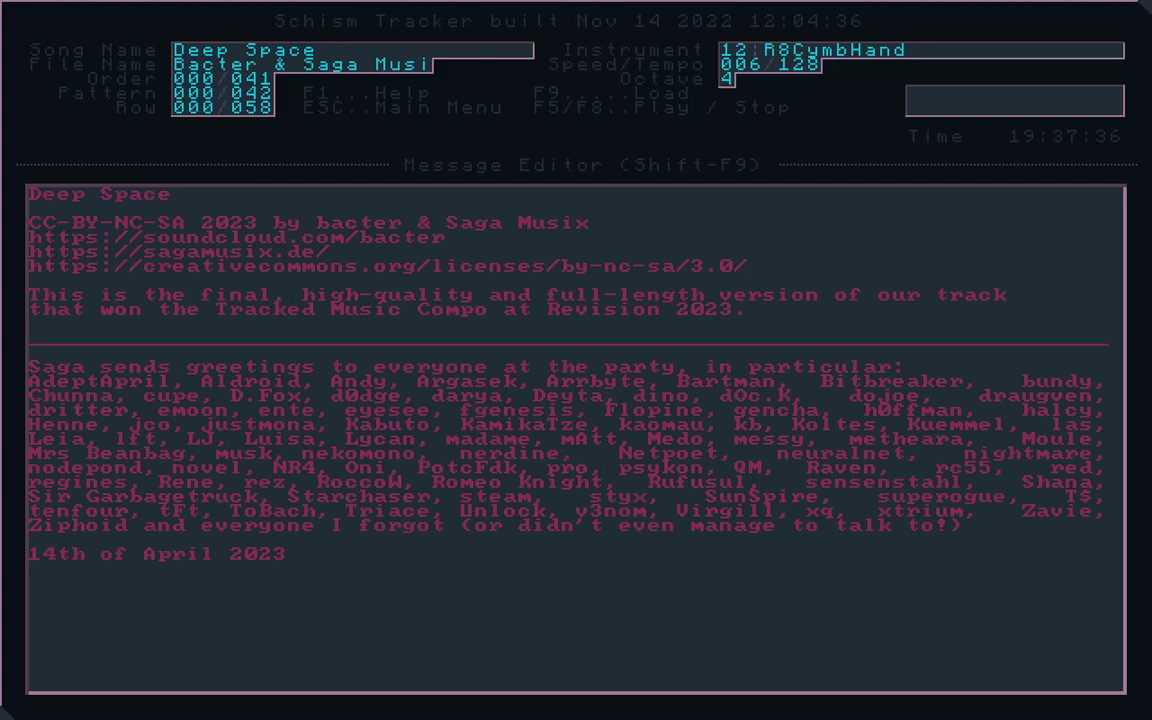 Schism Tracker built Nov 14 2022 12:04:36
Song Name Deep Space Instrument 12:R8CymbHand
File Name Bacter & Saga Musi Speed/Tempo 006/128
Order 000/041 Octave 4
Pattern 000/042 F1...Help F9.....Load
Row 000/058 ESC..Main Menu F5/F8..Play / Stop
Time 19:37:36
Message Editor (Shift-F9)
Deep Space
CC-BY-NC-SA 2023 by bacter & Saga Musix
https://soundcloud.com/bacter
https://sagamusix.de/
https://creativecommons.org/licenses/by-nc-sa/3.0/
This is the final, high-quality and full-length version of our track
that won the Tracked Music Compo at Revision 2023.
Saga sends greetings to everyone at the party, in particular:
AdeptApril, Aldroid, Andy, Argasek, Arrbyte, Bartman, Bitbreaker, bundy,
Chunna, cupe, D.Fox, d0dge, darya, Deyta, dino, dOc.K, dojoe, draugven,
dritter, emoon, ente, eyesee, fgenesis, Flopine, gencha, h0ffman, halcy,
Henne, jco, justmona, Kabuto, KamikaTze, kaomau, kb, Koltes, Kuemmel, las,
Leia, lft, LJ, Luisa, Lycan, madame, mAtt, Medo, messy, metheara, Moule,
Mrs Beanbag, musk, nekomono, nerdine, Netpoet, neuralnet, nightmare,
nodepond, novel, NR4, Oni, PotcFdk, pro, psykon, QM, Raven, rc55, red,
regines, Rene, rez, RoccoW, Romeo Knight, Rufusul, sensenstahl, Shana,
Sir Garbagetruck, Starchaser, steam, styx, SunSpire, superogue, T$,
tenfour, tFt, ToBach, Triace, Unlock, v3nom, Virgill, xq, xtrium, Zavie,
Ziphoid and everyone I forgot (or didn't even manage to talk to!)
14th of April 2023